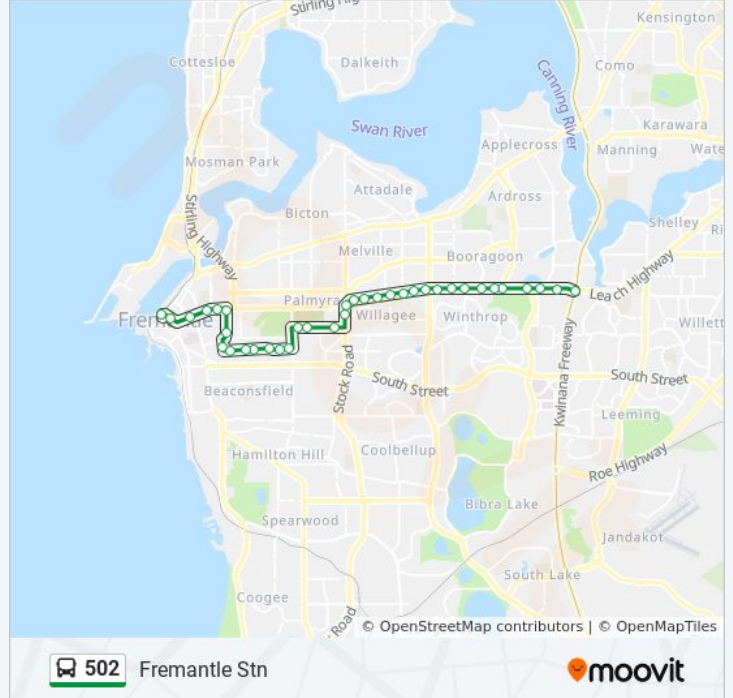 Stirling Hig
Kensington
Cottesloe
Dalkeith
Como
Canning River
Swan River
Karawara
Applecross
Manning
Wate
Mosman Park
Attadale
Ardross
Stirling Highway
Bicton
Shelley
Ri
Melville
Booragoon
Leach Highway
Palmyra
Fremantle
Willagee
Winthrop
Willett
Kwinana Freeway
Stock Road
South Street
South Street
Beaconsfield
Leeming
Hamilton Hill
Coolbellup
Roe Highway
Bibra Lake
Spearwood
Jandakot
South Lake
Coogee
Road
© OpenStreetMap contributors | © OpenMapTiles
502 Fremantle Stn
moovit